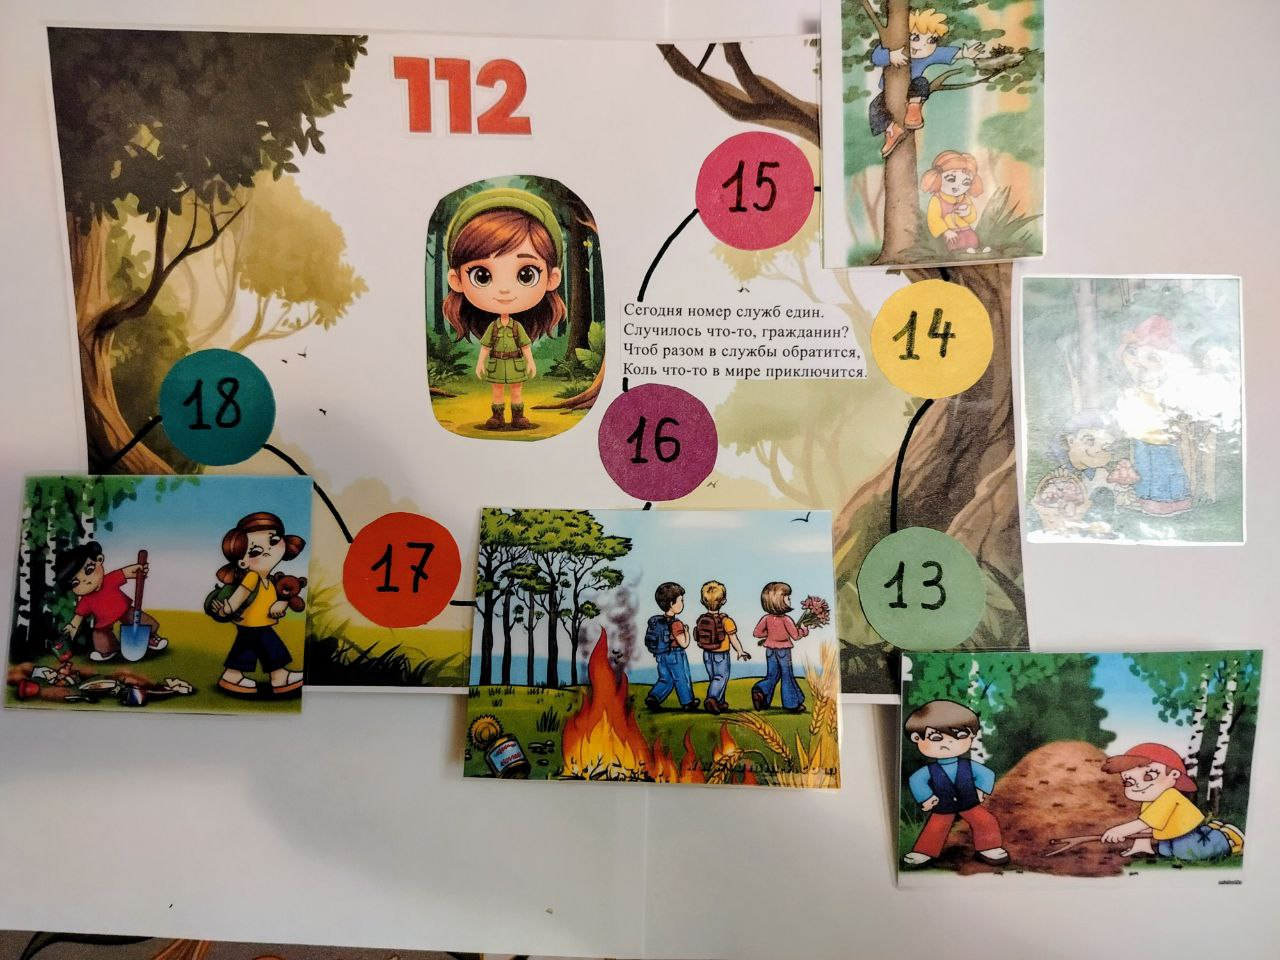 112
15
Сегодня номер служб един.
Случилось что-то, гражданин?
Чтоб разом в службы обратится,
Коль что-то в мире приключится.
14
18
16
17
13